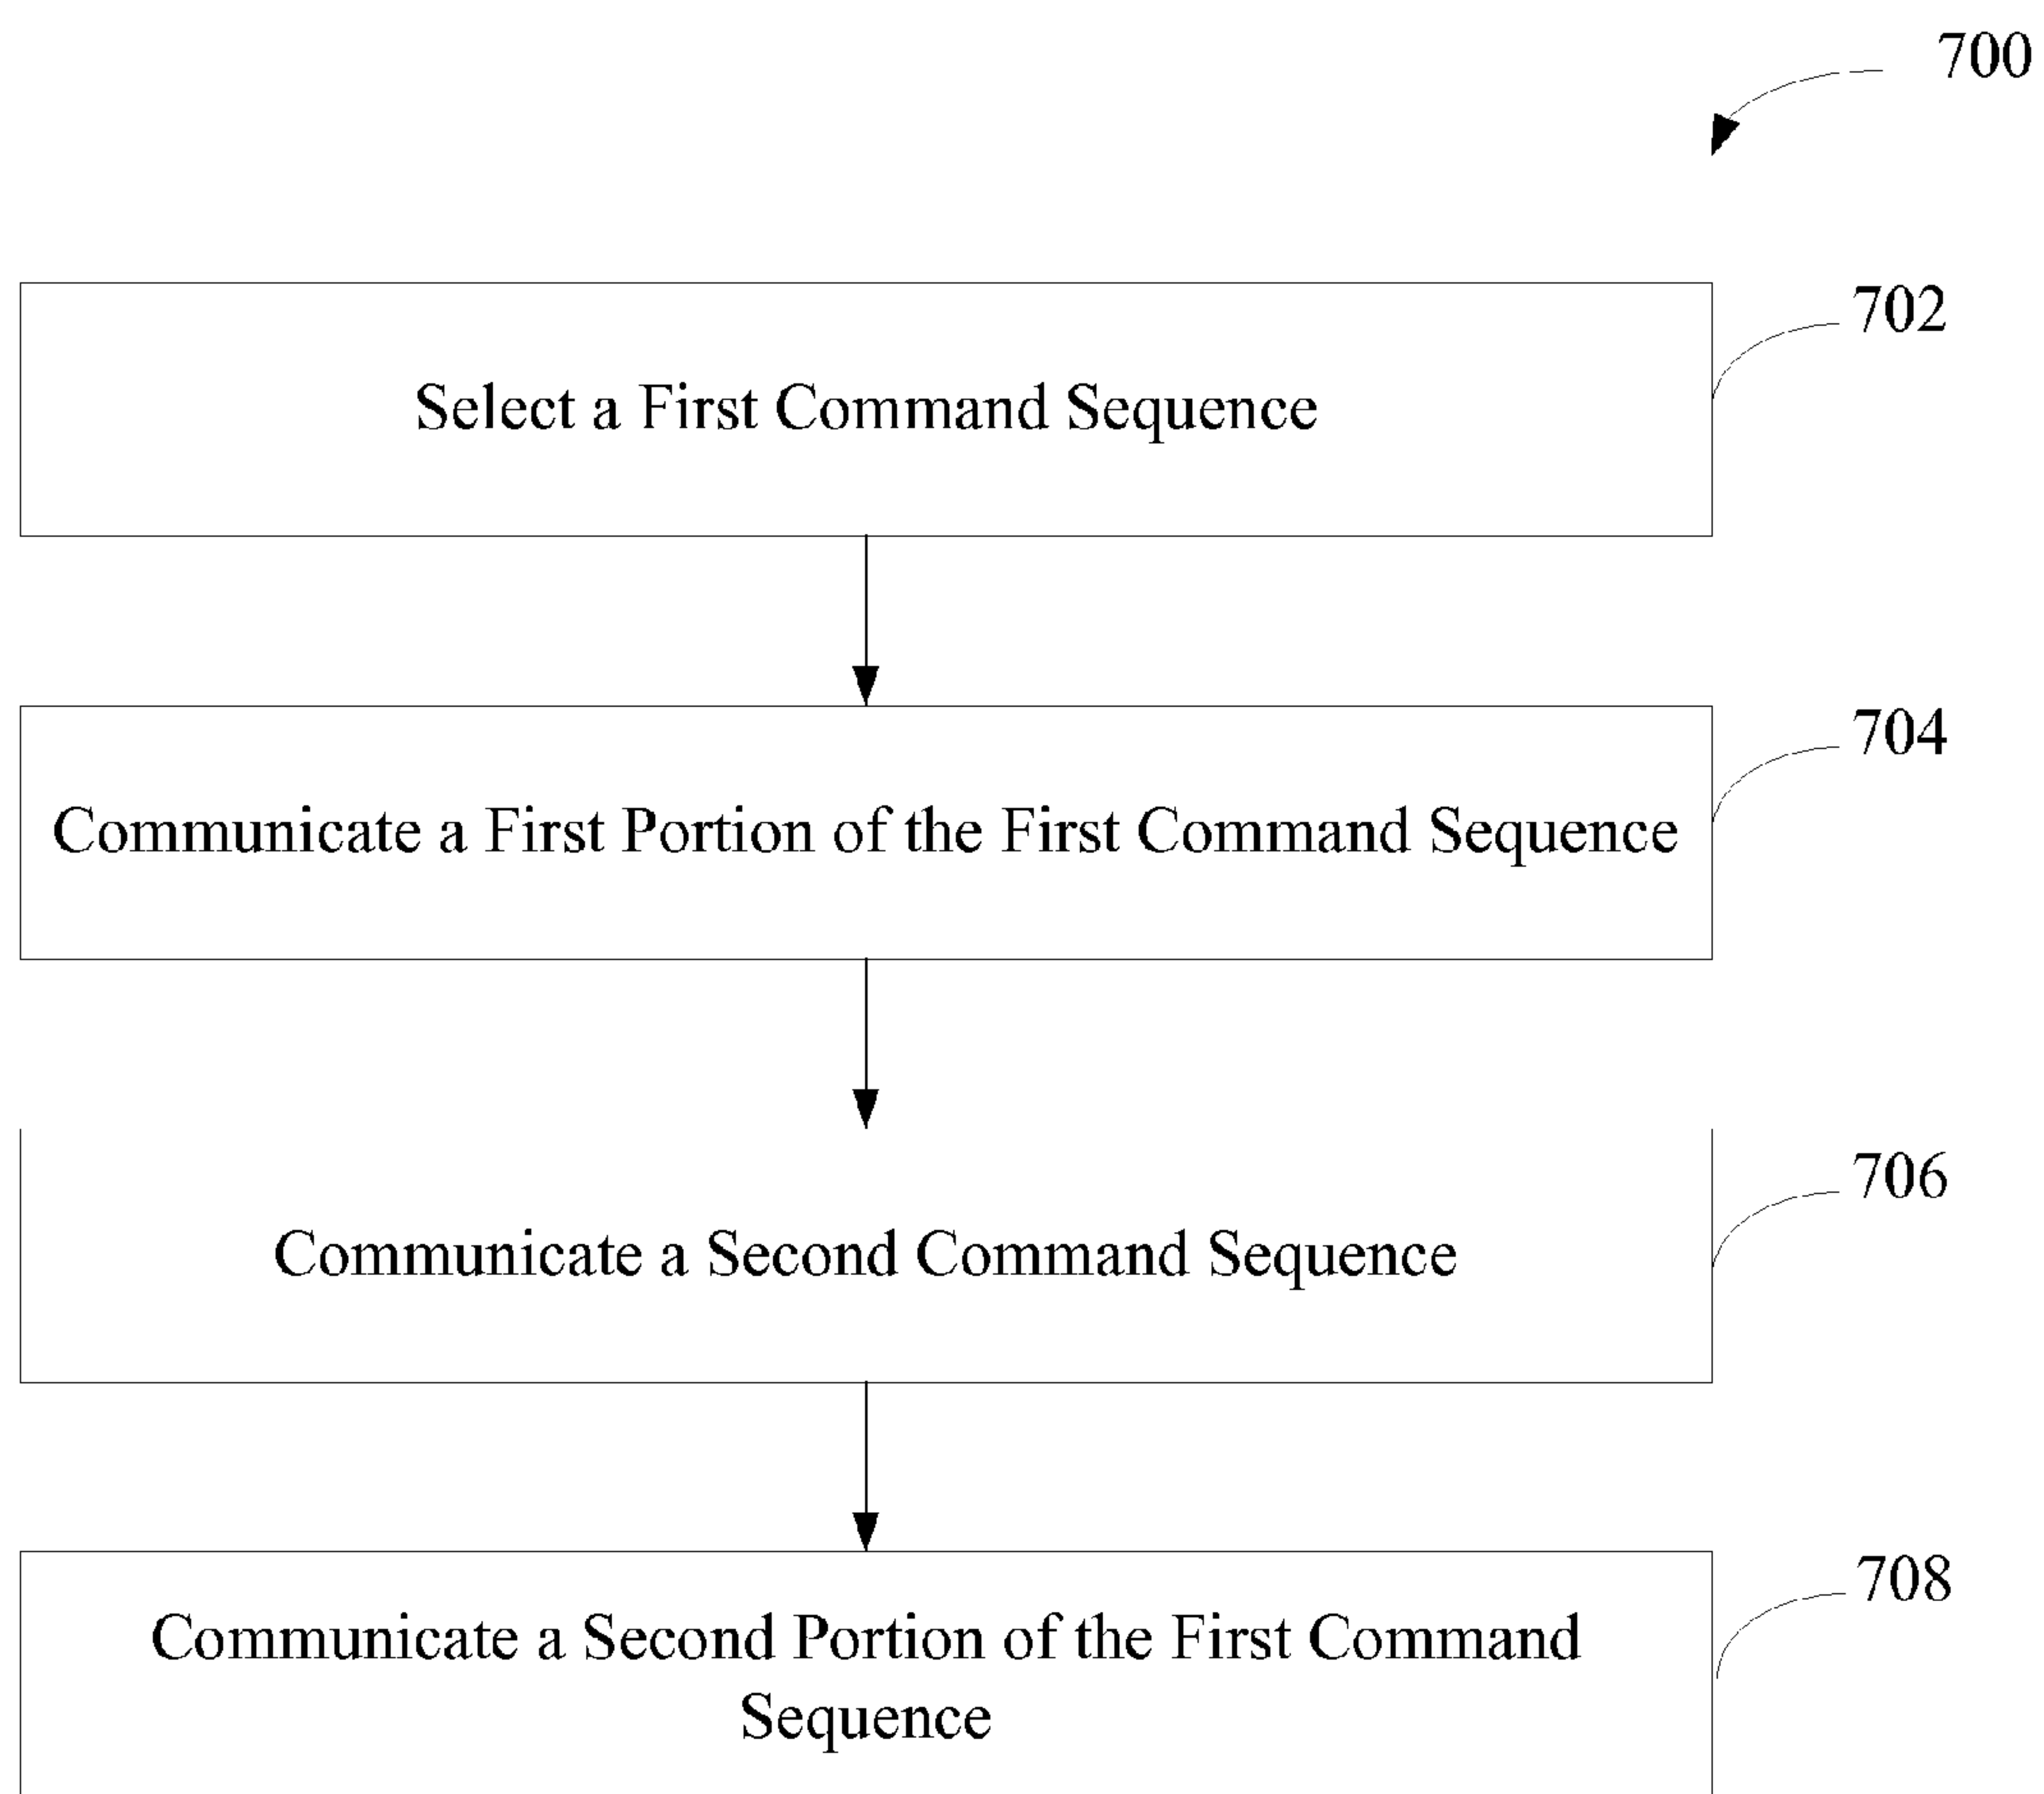 700
702
Select a First Command Sequence
704
Communicate a First Portion of the First Command Sequence
706
Communicate a Second Command Sequence
708
Communicate a Second Portion of the First Command
Sequence